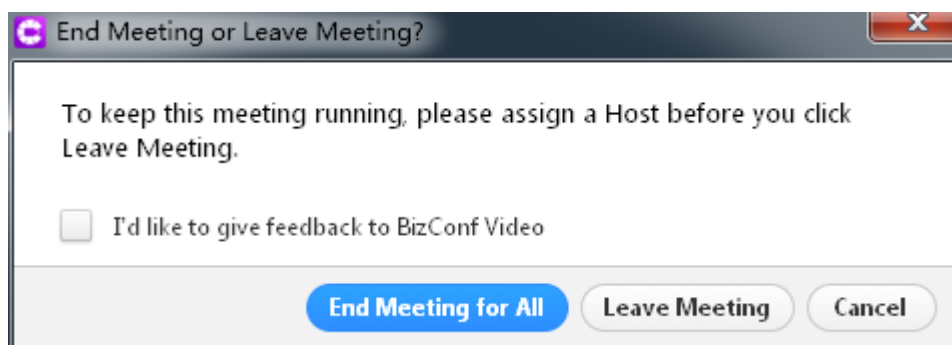 End Meeting or Leave Meeting?
To keep this meeting running, please assign a Host before you click
Leave Meeting.
I'd like to give feedback to BizConf Video
End Meeting for All
Leave Meeting
Cancel